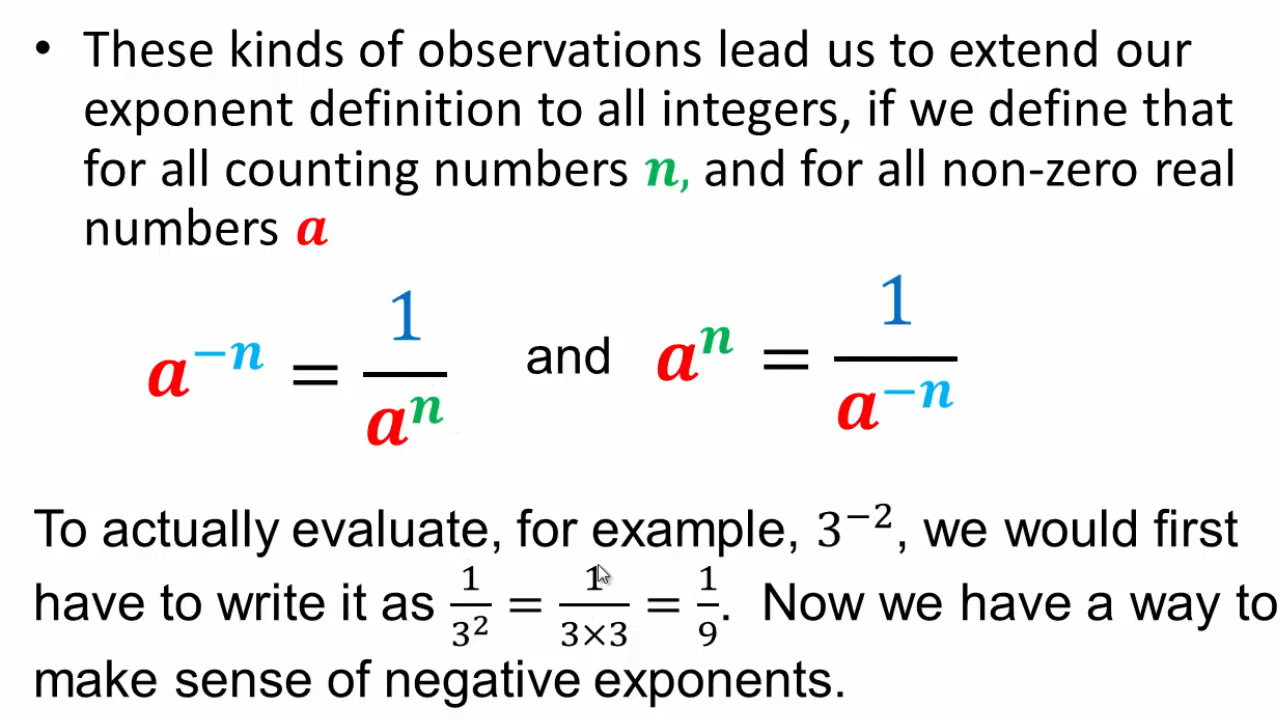 • These kinds of observations lead us to extend our
exponent definition to all integers, if we define that
for all counting numbers n, and for all non-zero real
numbers a
a⁻ⁿ = 1/aⁿ and aⁿ = 1/a⁻ⁿ
To actually evaluate, for example, 3⁻², we would first
have to write it as 1/3² = 1/3×3 = 1/9. Now we have a way to
make sense of negative exponents.